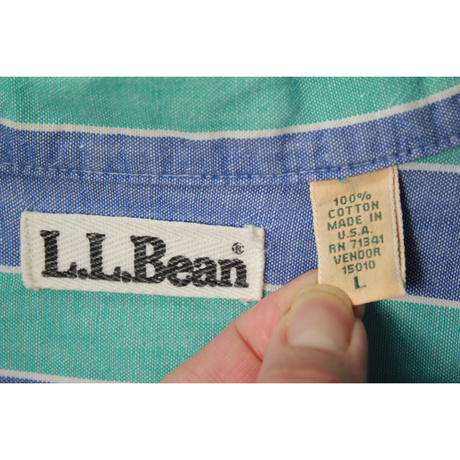 L.L.Bean ®
100%
COTTON
MADE IN
U.S.A.
RN 71341
VENDOR
15010
L